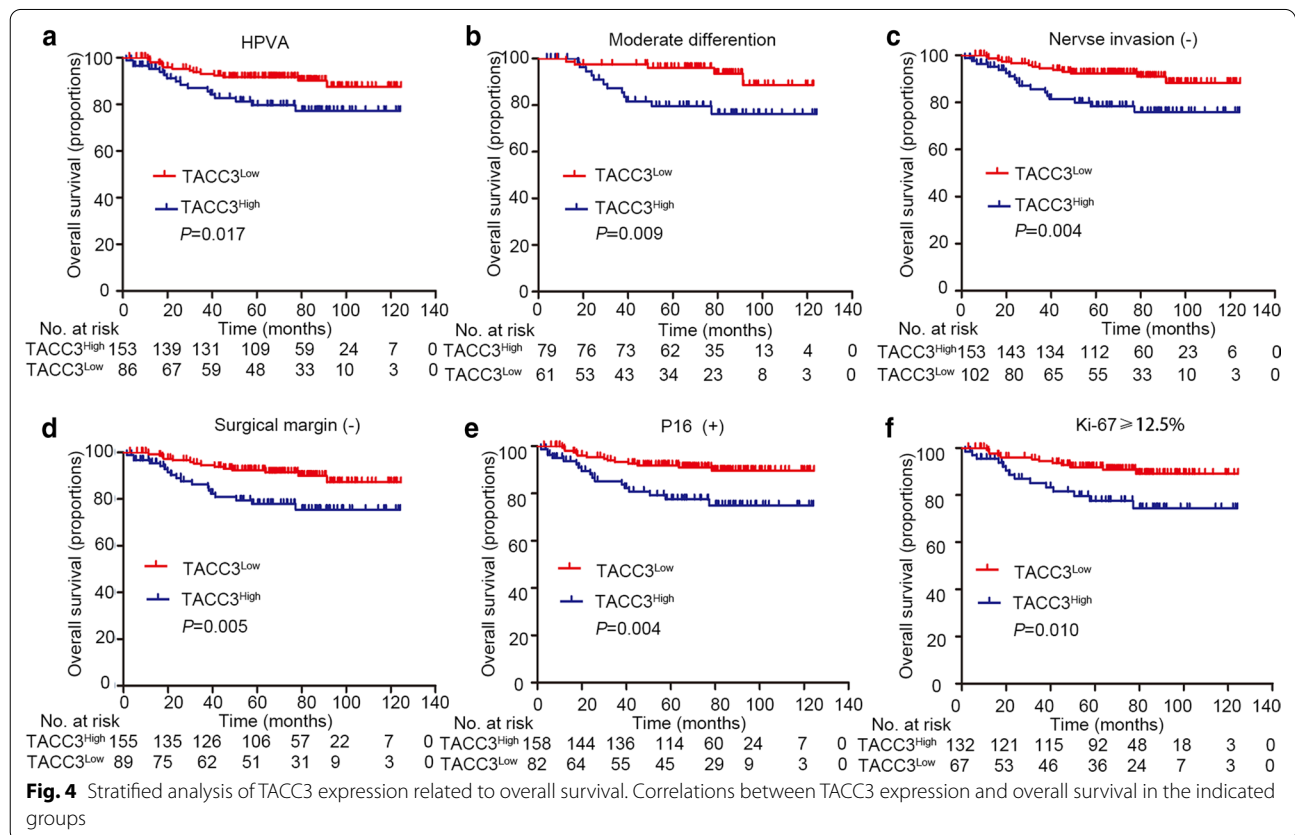 a HPVA
100
80
60
40
20
0
Overall survival (proportions)
TACC3Low
TACC3High
P=0.017
0 20 40 60 80 100 120 140
Time (months)
No. at risk
TACC3High 153 139 131 109 59 24 7 0
TACC3Low 86 67 59 48 33 10 3 0
b Moderate differention
100
80
60
40
20
0
Overall survival (proportions)
TACC3Low
TACC3High
P=0.009
0 20 40 60 80 100 120 140
Time (months)
No. at risk
TACC3High 79 76 73 62 35 13 4 0
TACC3Low 61 53 43 34 23 8 3 0
c Nervse invasion (-)
100
80
60
40
20
0
Overall survival (proportions)
TACC3Low
TACC3High
P=0.004
0 20 40 60 80 100 120 140
Time (months)
No. at risk
TACC3High 153 143 134 112 60 23 6 0
TACC3Low 102 80 65 55 33 10 3 0
d Surgical margin (-)
100
80
60
40
20
0
Overall survival (proportions)
TACC3Low
TACC3High
P=0.005
0 20 40 60 80 100 120 140
Time (months)
No. at risk
TACC3High 155 135 126 106 57 22 7 0
TACC3Low 89 75 62 51 31 9 3 0
e P16 (+)
100
80
60
40
20
0
Overall survival (proportions)
TACC3Low
TACC3High
P=0.004
0 20 40 60 80 100 120 140
Time (months)
No. at risk
TACC3High 158 144 136 114 60 24 7 0
TACC3Low 82 64 55 45 29 9 3 0
f Ki-67⩾12.5%
100
80
60
40
20
0
Overall survival (proportions)
TACC3Low
TACC3High
P=0.010
0 20 40 60 80 100 120 140
Time (months)
No. at risk
TACC3High 132 121 115 92 48 18 3 0
TACC3Low 67 53 46 36 24 7 3 0
Fig. 4 Stratified analysis of TACC3 expression related to overall survival. Correlations between TACC3 expression and overall survival in the indicated
groups